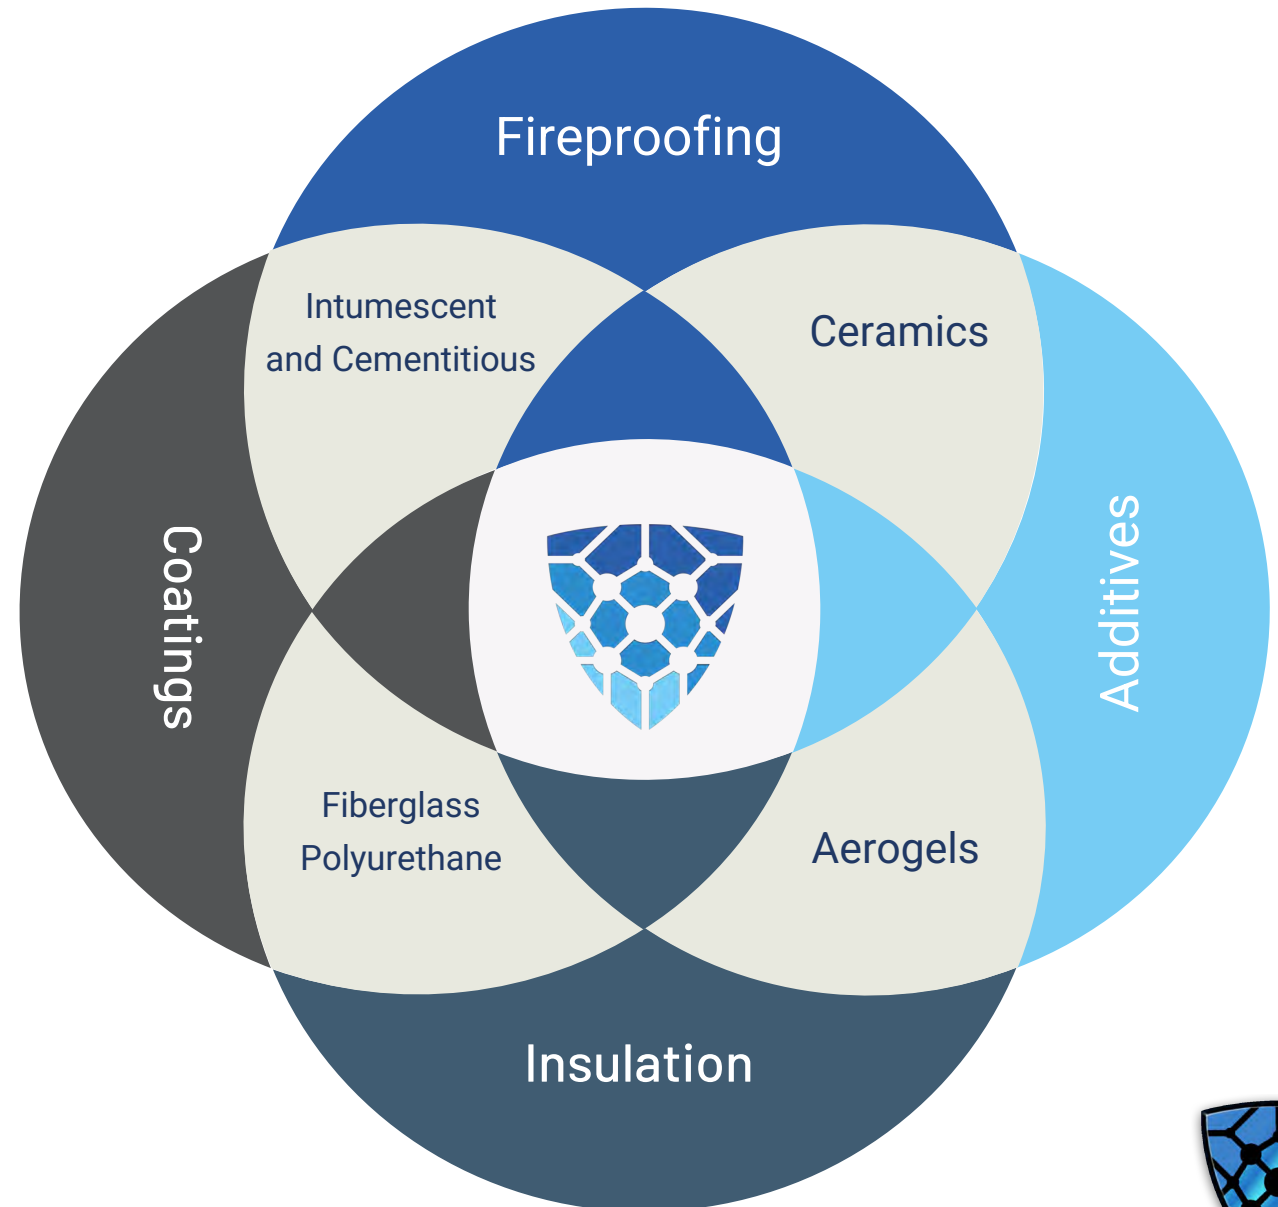 Fireproofing
Intumescent
and Cementitious
Ceramics
Coatings
Additives
Fiberglass
Polyurethane
Aerogels
Insulation